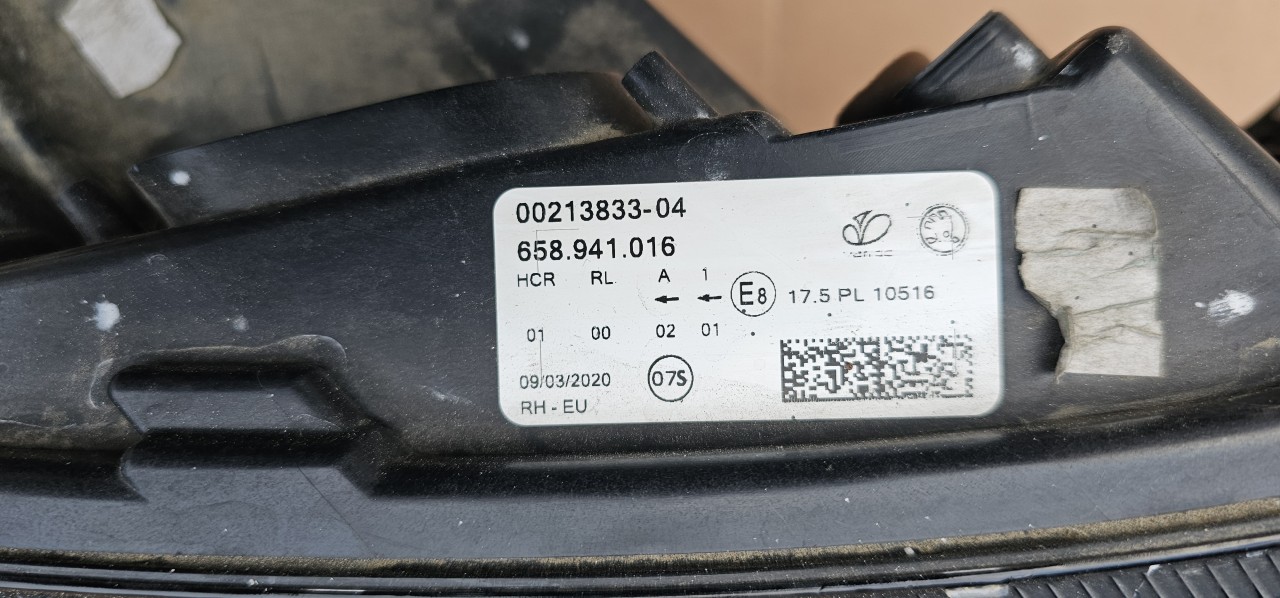 00213833-04
658.941.016
HCR RL A 1
← ← E8 17.5 PL 10516
01 00 02 01
09/03/2020 07S
RH - EU